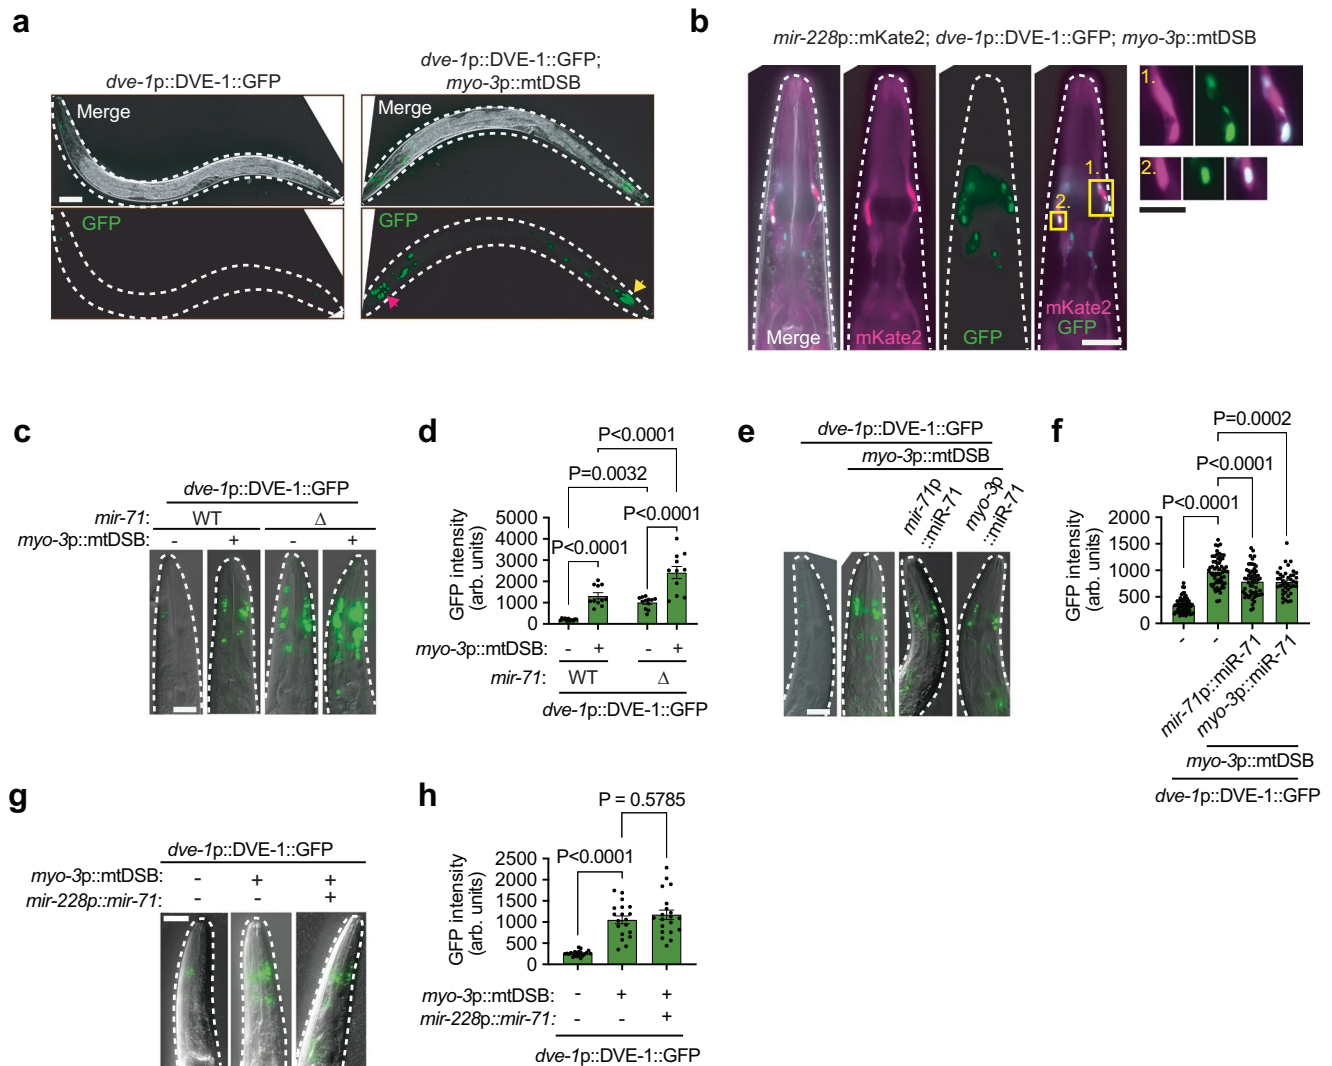 a
dve-1p::DVE-1::GFP
dve-1p::DVE-1::GFP;
myo-3p::mtDSB
Merge
Merge
GFP
GFP
b
mir-228p::mKate2; dve-1p::DVE-1::GFP; myo-3p::mtDSB
1.
2.
Merge
mKate2
GFP
mKate2
GFP
1.
2.
c
dve-1p::DVE-1::GFP
mir-71: WT Δ
myo-3p::mtDSB: - + - +
d
P<0.0001
P=0.0032
P<0.0001
P<0.0001
GFP intensity
(arb. units)
5000
4000
3000
2000
1000
0
myo-3p::mtDSB: - + - +
mir-71: WT Δ
dve-1p::DVE-1::GFP
e
dve-1p::DVE-1::GFP
myo-3p::mtDSB
mir-71p
::miR-71
myo-3p
::miR-71
f
P=0.0002
P<0.0001
P<0.0001
GFP intensity
(arb. units)
2000
1500
1000
500
0
- - mir-71p::miR-71 myo-3p::miR-71
myo-3p::mtDSB
dve-1p::DVE-1::GFP
g
dve-1p::DVE-1::GFP
myo-3p::mtDSB: - + +
mir-228p::mir-71: - - +
h
P = 0.5785
P<0.0001
GFP intensity
(arb. units)
2500
2000
1500
1000
500
0
myo-3p::mtDSB: - + +
mir-228p::mir-71: - - +
dve-1p::DVE-1::GFP